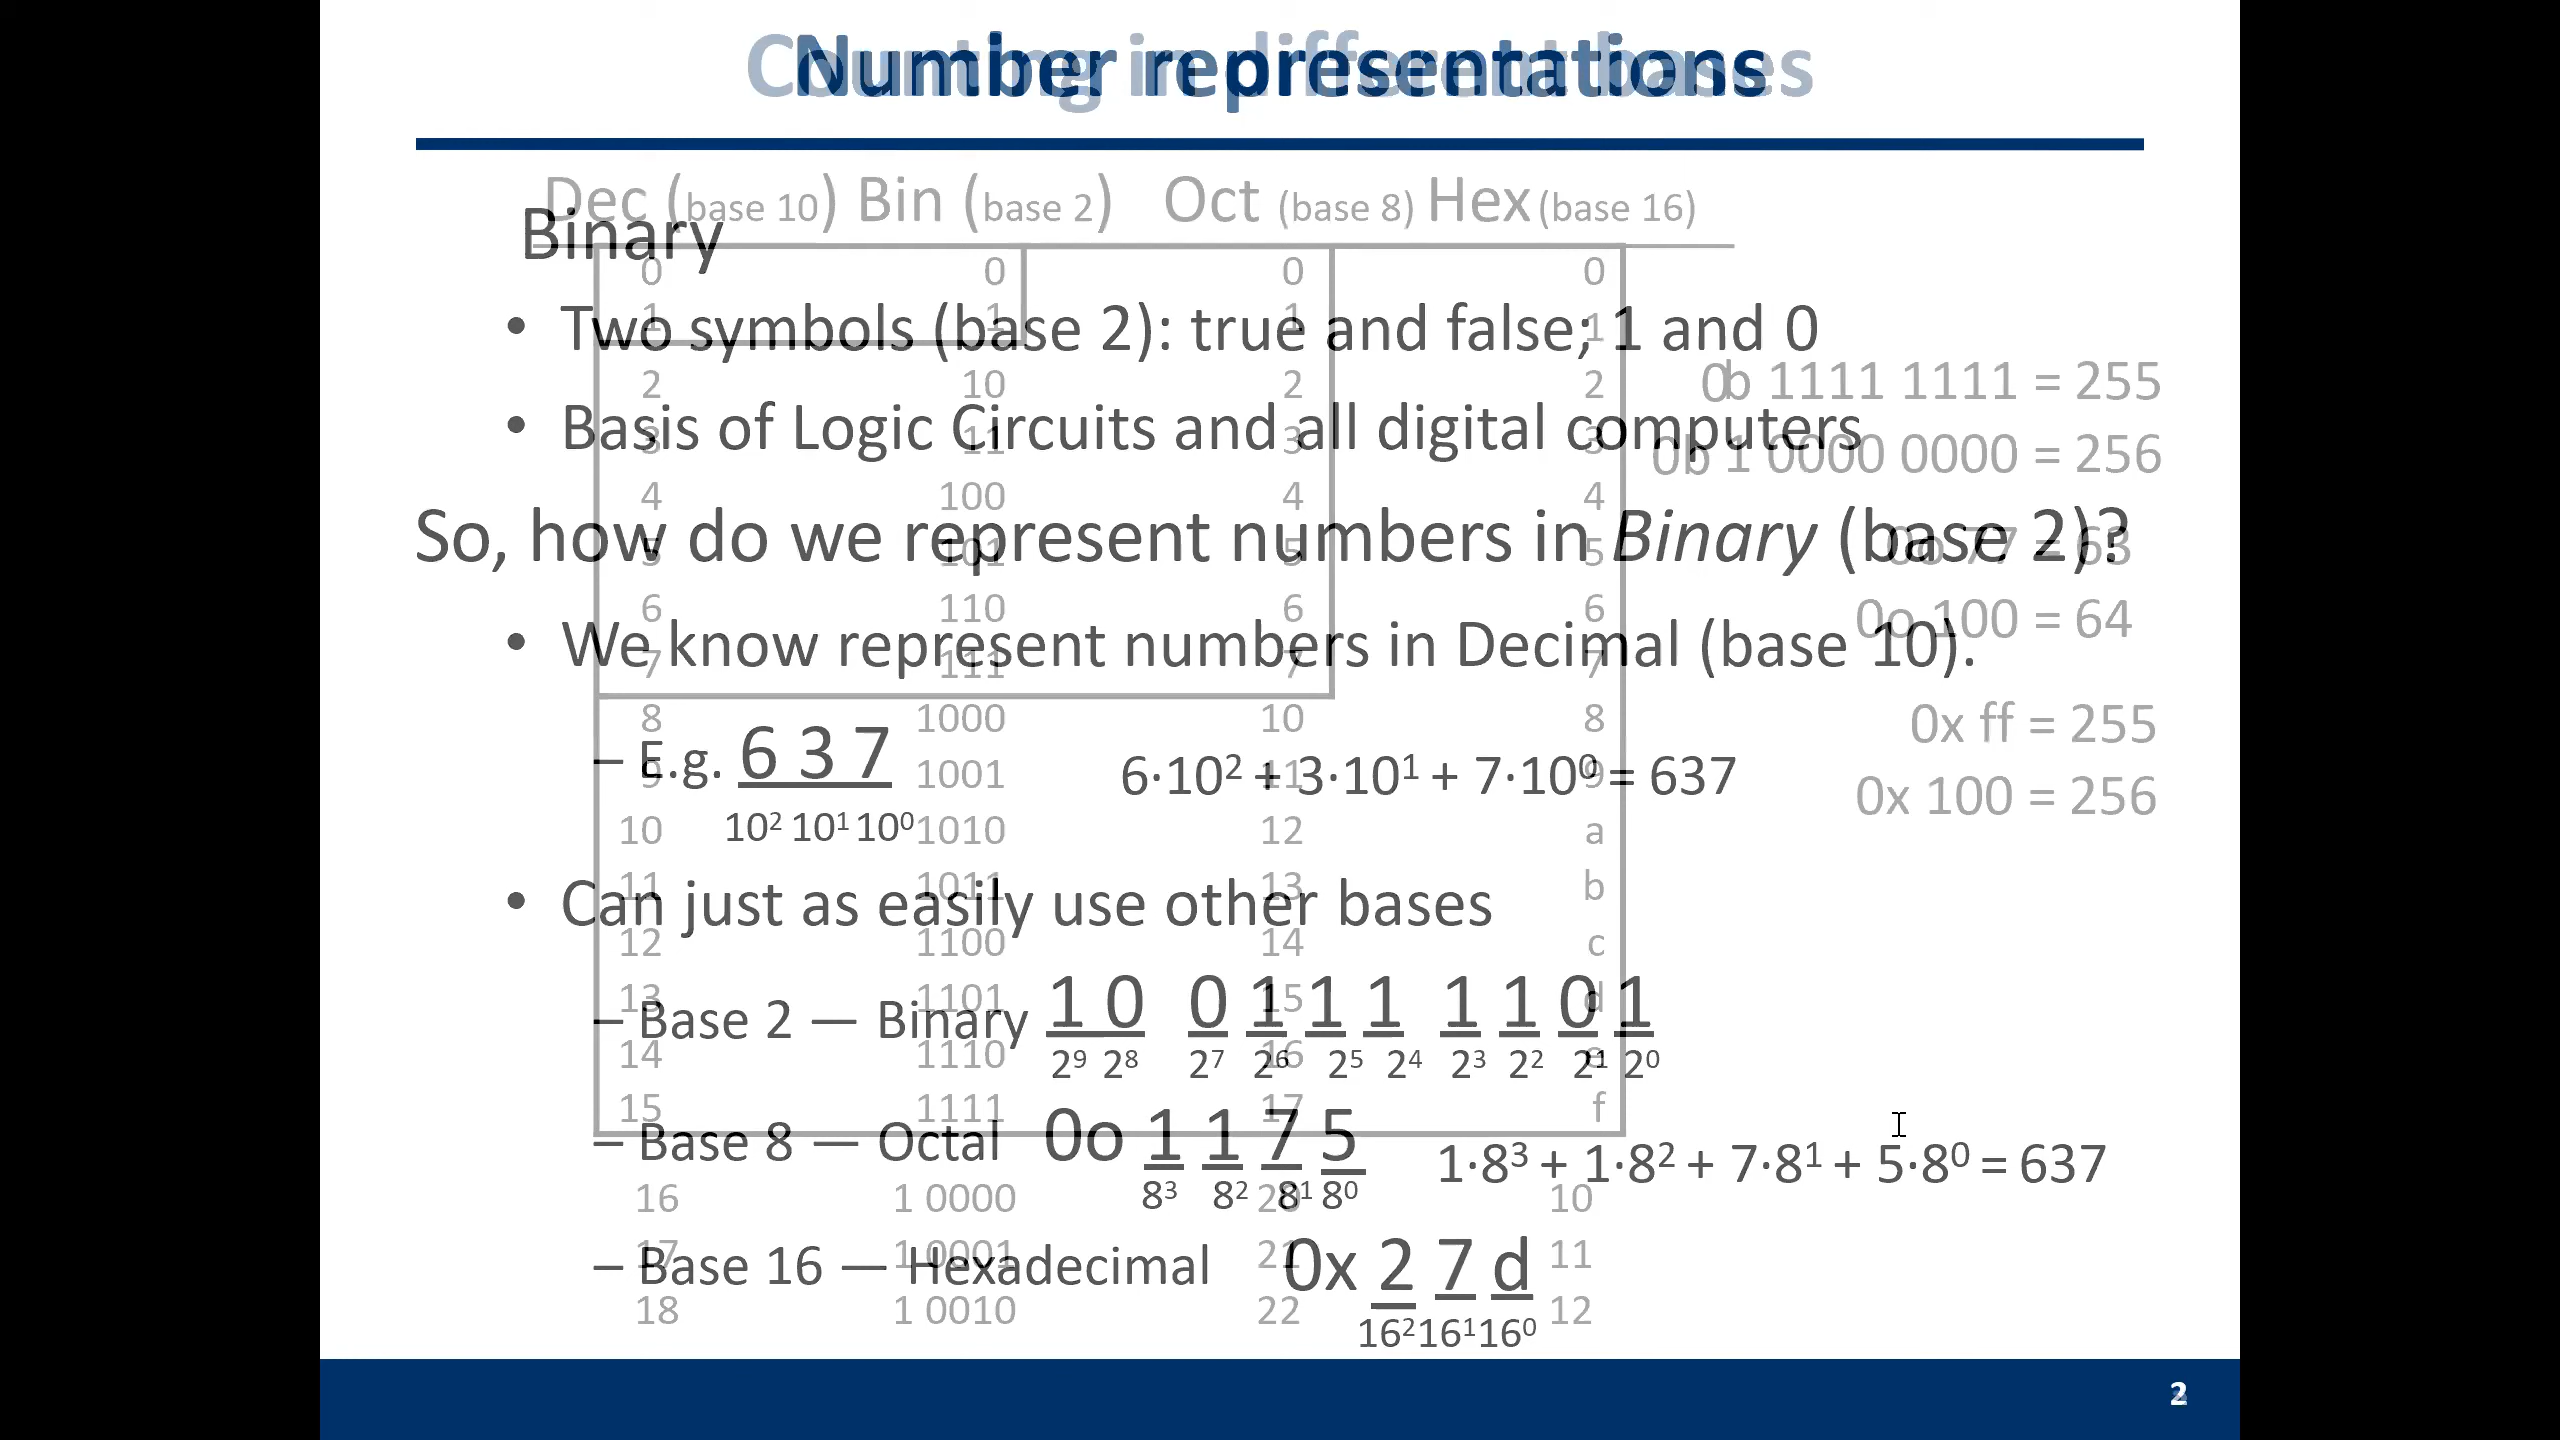 Number representations
Binary
• Two symbols (base 2): true and false; 1 and 0
• Basis of Logic Circuits and all digital computers
So, how do we represent numbers in Binary (base 2)?
• We know represent numbers in Decimal (base 10).
– E.g. 6 3 7 6·10² + 3·10¹ + 7·10⁰ = 637
10² 10¹ 10⁰
• Can just as easily use other bases
– Base 2 — Binary 1 0 0 1 1 1 1 1 0 1
2⁹ 2⁸ 2⁷ 2⁶ 2⁵ 2⁴ 2³ 2² 2¹ 2⁰
– Base 8 — Octal 0o 1 1 7 5 1·8³ + 1·8² + 7·8¹ + 5·8⁰ = 637
8³ 8² 8¹ 8⁰
– Base 16 — Hexadecimal 0x 2 7 d
16² 16¹ 16⁰
2
Counting in different bases
Dec (base 10) Bin (base 2) Oct (base 8) Hex (base 16)
0 0 0 0
1 1 1 1
2 10 2 2
3 11 3 3
4 100 4 4
5 101 5 5
6 110 6 6
7 111 7 7
8 1000 10 8
9 1001 11 9
10 1010 12 a
11 1011 13 b
12 1100 14 c
13 1101 15 d
14 1110 16 e
15 1111 17 f
16 1 0000 20 10
17 1 0001 21 11
18 1 0010 22 12
0b 1111 1111 = 255
0b 1 0000 0000 = 256
0o 77 = 63
0o 100 = 64
0x ff = 255
0x 100 = 256